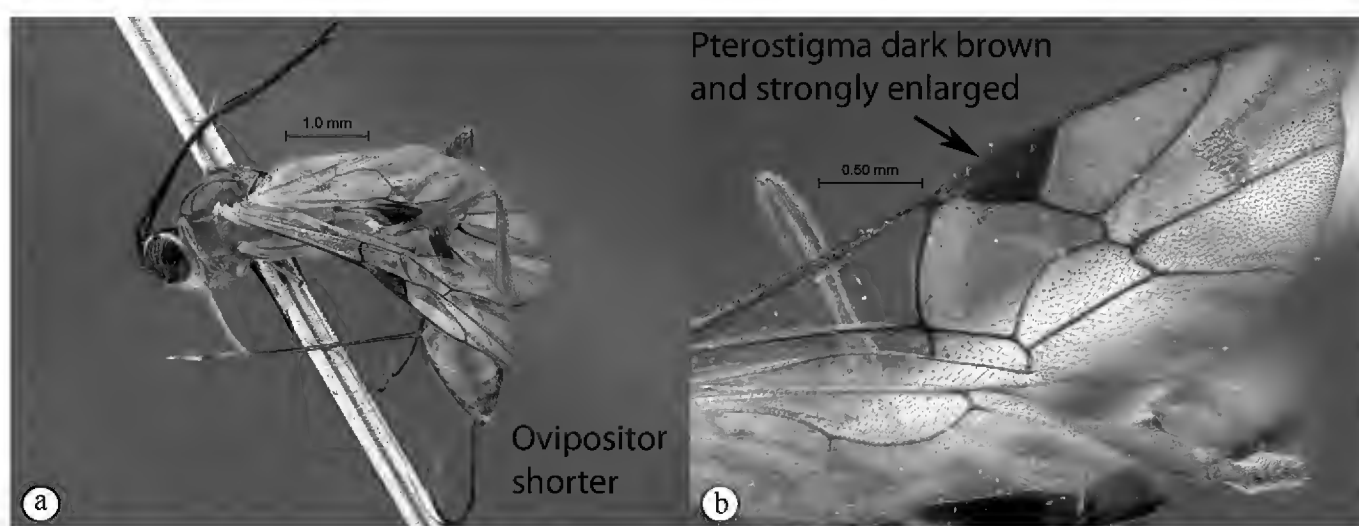 1.0 mm
Ovipositor
shorter
a
Pterostigma dark brown
and strongly enlarged
0.50 mm
b